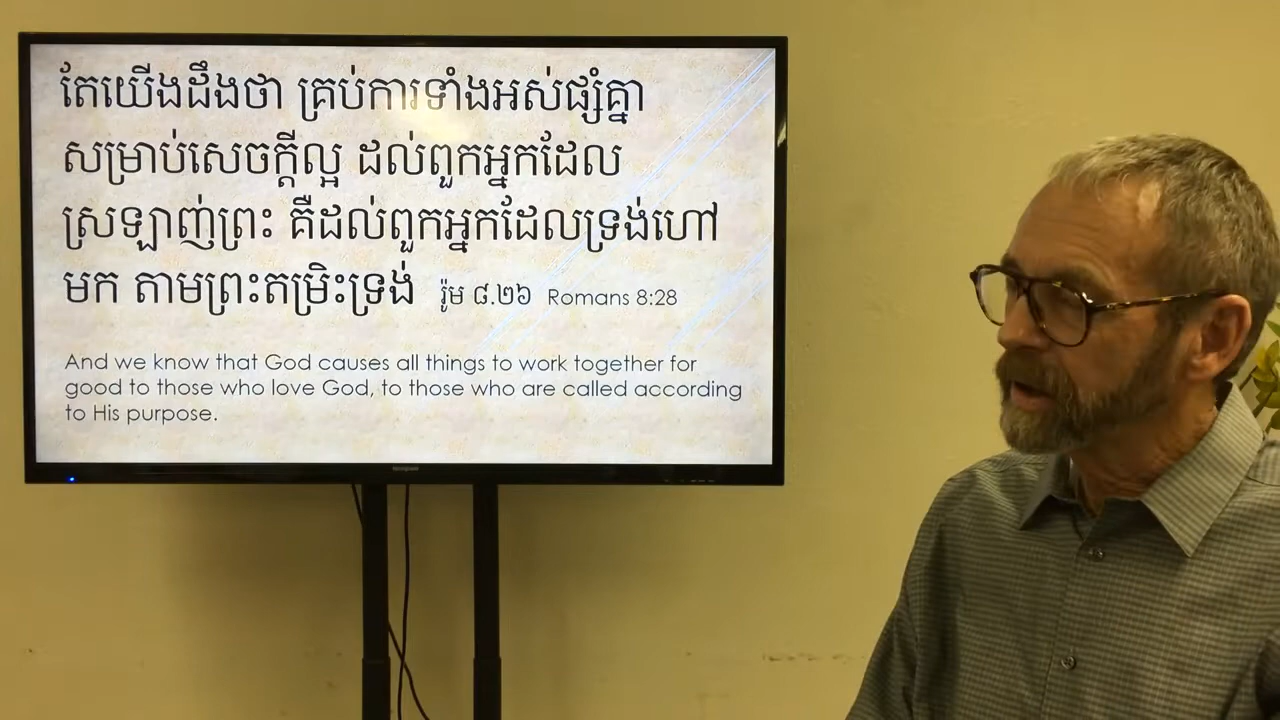 តែយើងដឹងថា គ្រប់ការទាំងអស់ផ្សំគ្នា
សម្រាប់សេចក្ដីល្អ ដល់ពួកអ្នកដែល
ស្រឡាញ់ព្រះ គឺដល់ពួកអ្នកដែលទ្រង់ហៅ
មក តាមព្រះតម្រិះទ្រង់ រ៉ូម ៨.២៦ Romans 8:28
And we know that God causes all things to work together for
good to those who love God, to those who are called according
to His purpose.